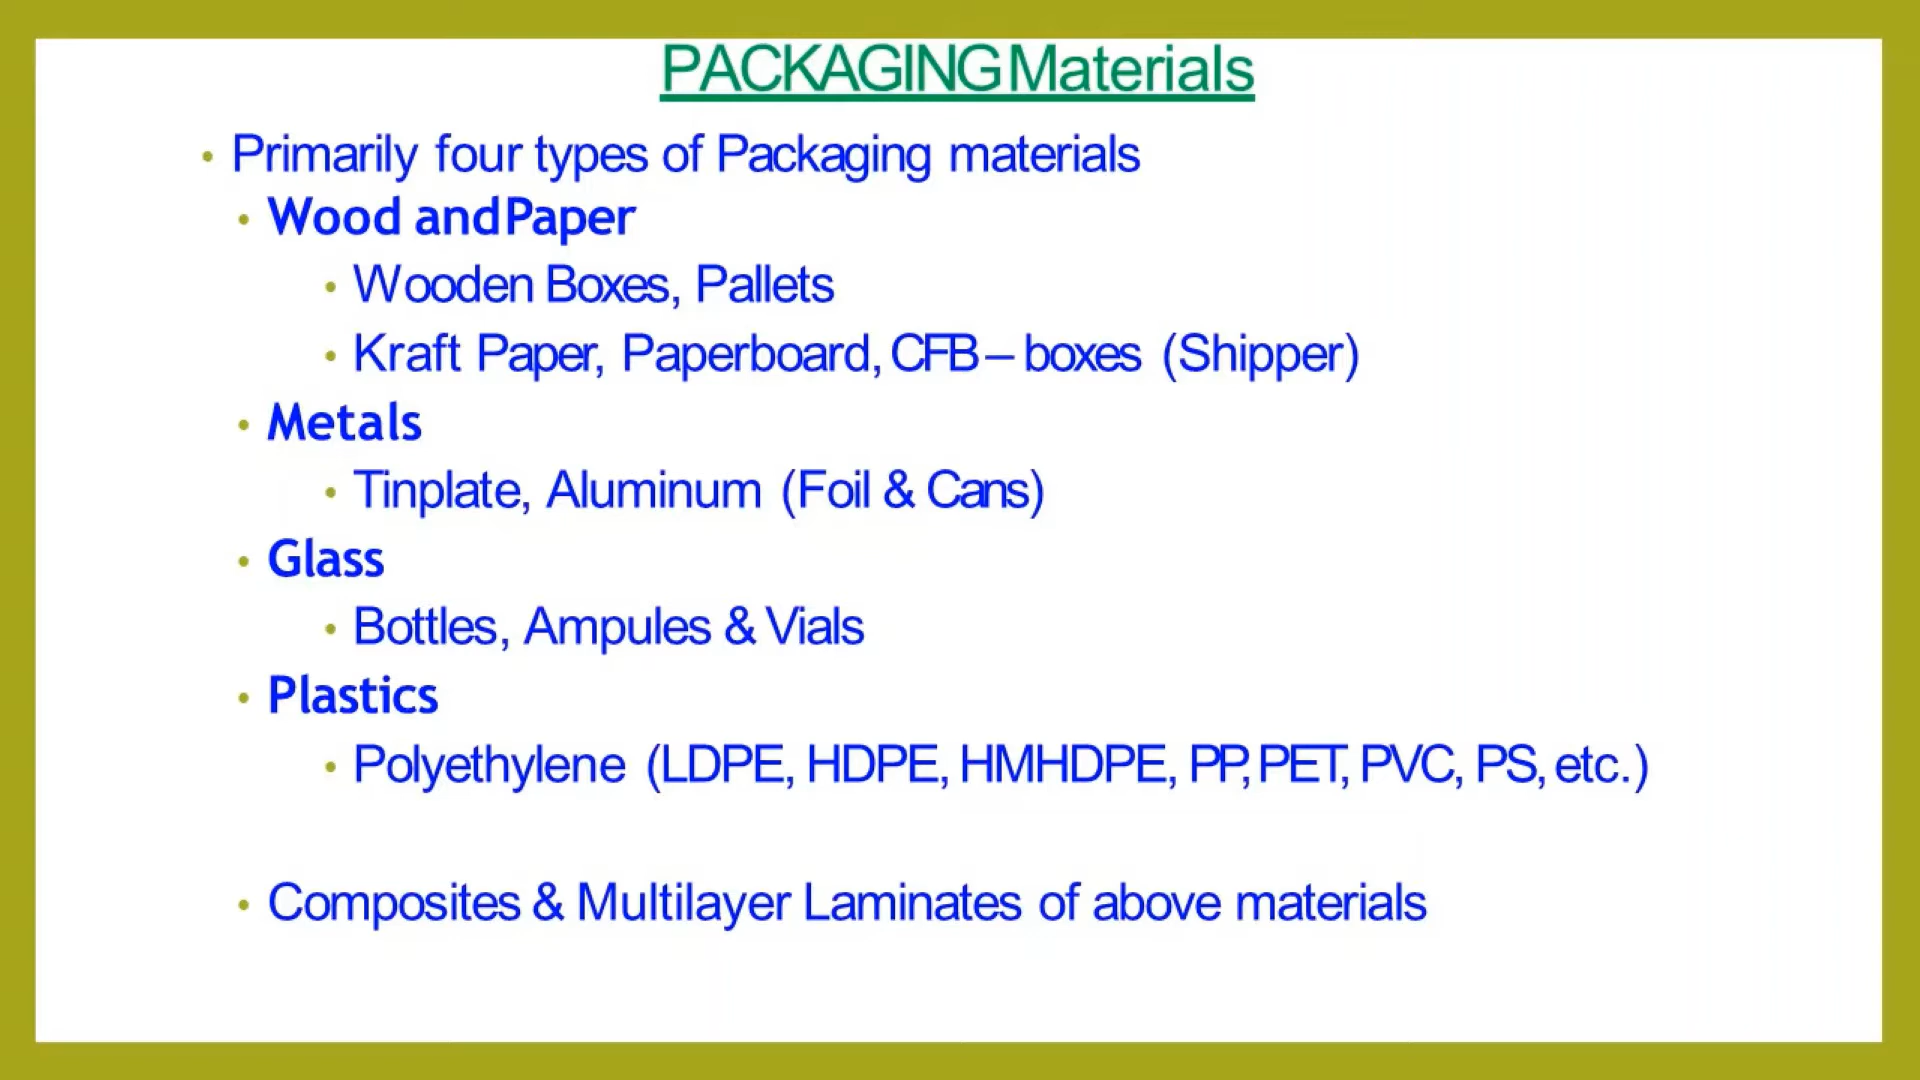 PACKAGING Materials
• Primarily four types of Packaging materials
• Wood and Paper
• Wooden Boxes, Pallets
• Kraft Paper, Paperboard, CFB – boxes (Shipper)
• Metals
• Tinplate, Aluminum (Foil & Cans)
• Glass
• Bottles, Ampules & Vials
• Plastics
• Polyethylene (LDPE, HDPE, HMHDPE, PP, PET, PVC, PS, etc.)
• Composites & Multilayer Laminates of above materials